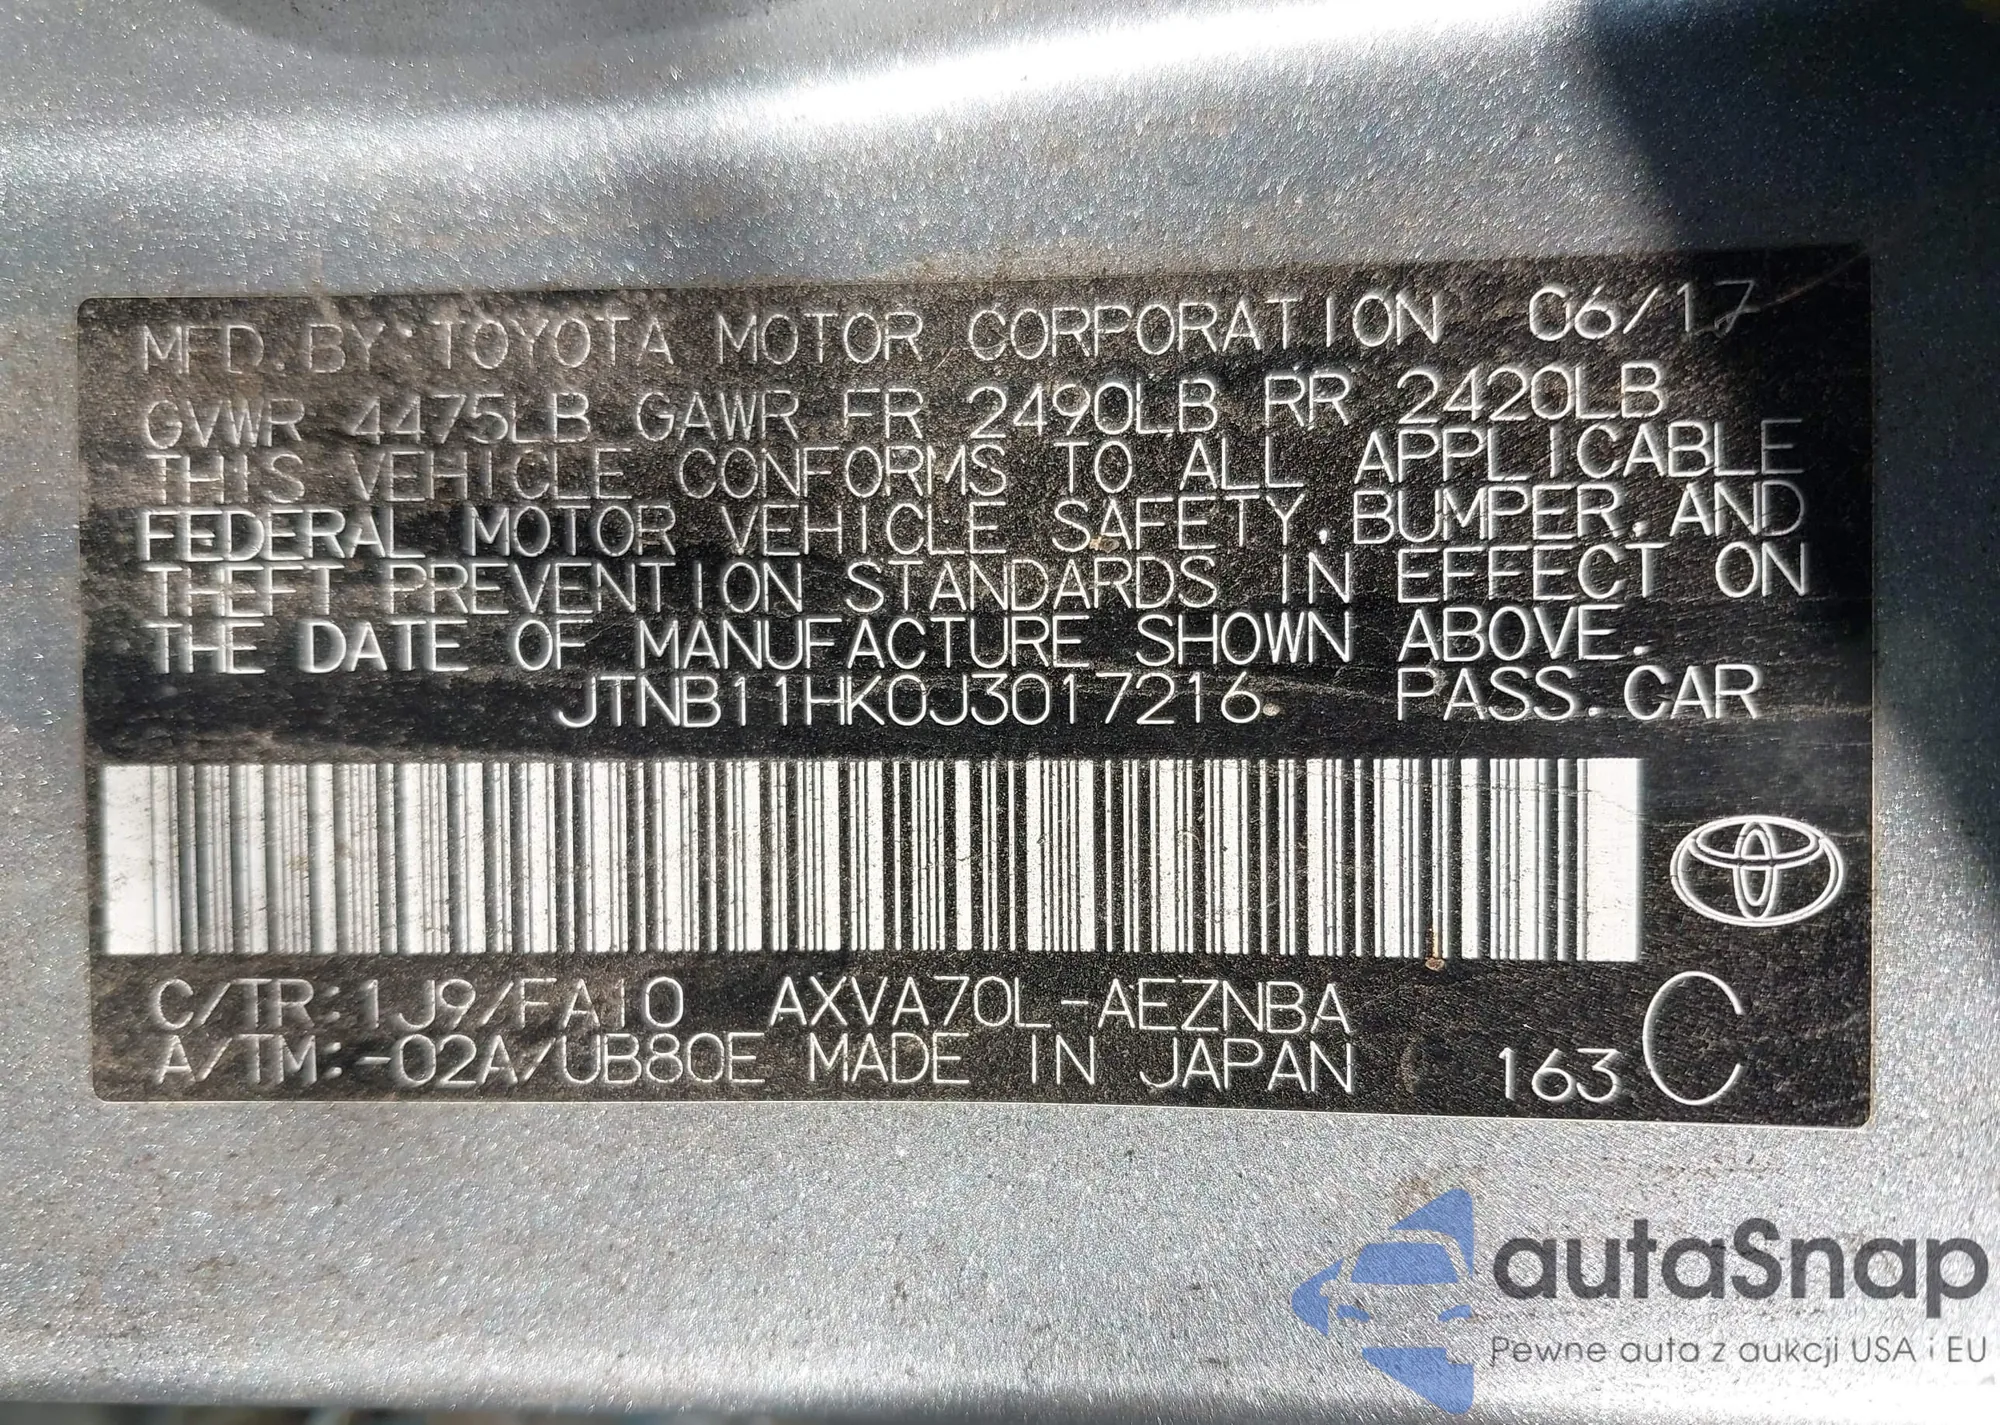 MFD.BY:TOYOTA MOTOR CORPORATION 06/17
GVWR 4475LB GAWR FR 2490LB RR 2420LB
THIS VEHICLE CONFORMS TO ALL APPLICABLE
FEDERAL MOTOR VEHICLE SAFETY,BUMPER,AND
THEFT PREVENTION STANDARDS IN EFFECT ON
THE DATE OF MANUFACTURE SHOWN ABOVE.
JTNB11HK0J3017216 PASS.CAR
C/TR:1J9/FA10 AXVA70L-AEZNBA
A/TM:-02A/UB80E MADE IN JAPAN 163 C
autaSnap
Pewne auta z aukcji USA i EU